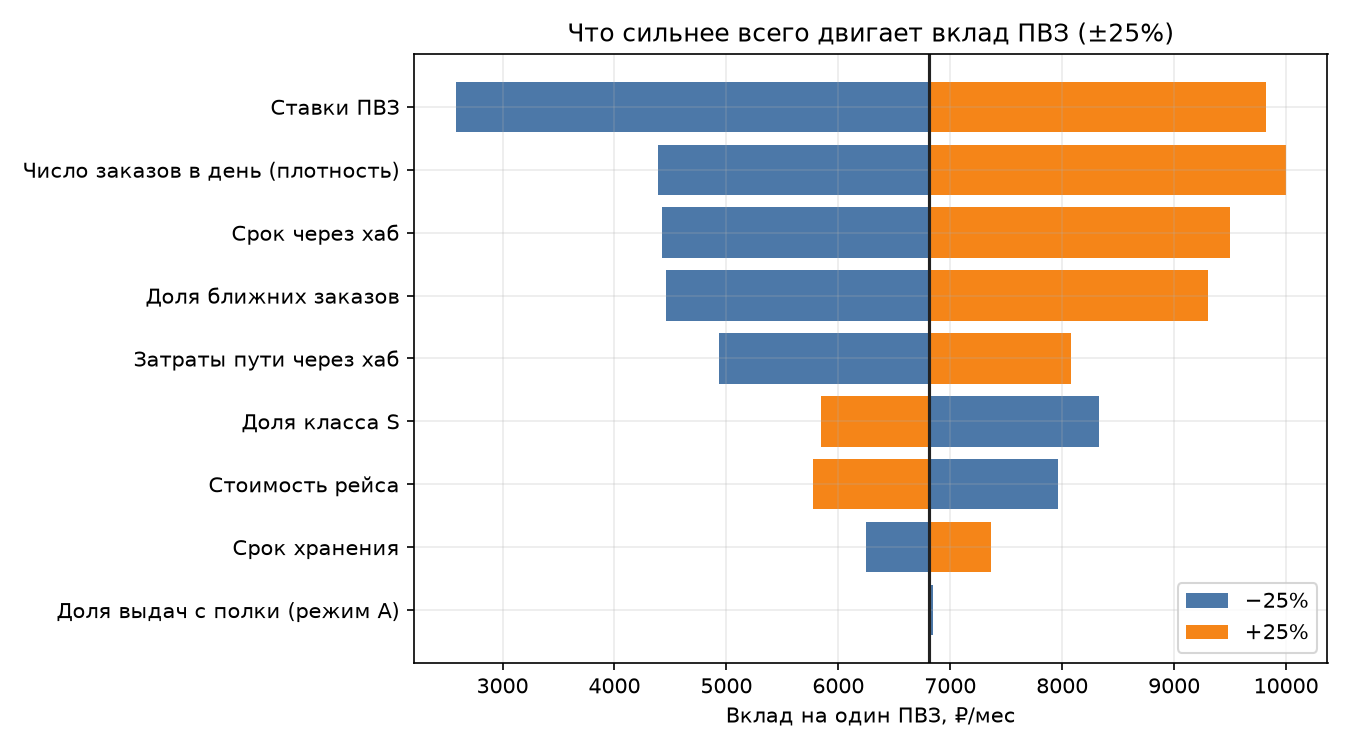 Что сильнее всего двигает вклад ПВЗ (±25%)
Ставки ПВЗ
Число заказов в день (плотность)
Срок через хаб
Доля ближних заказов
Затраты пути через хаб
Доля класса S
Стоимость рейса
Срок хранения
Доля выдач с полки (режим A)
−25%
+25%
3000 4000 5000 6000 7000 8000 9000 10000
Вклад на один ПВЗ, ₽/мес